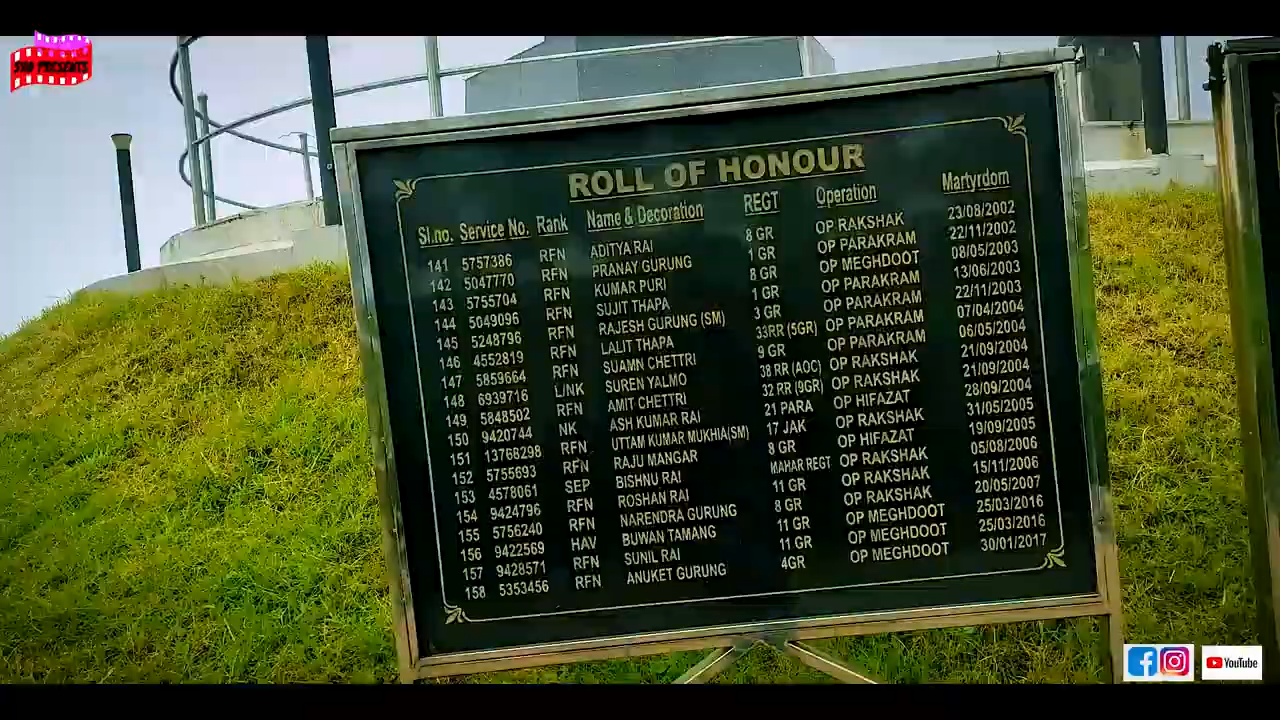 SHO PRESENTS
ROLL OF HONOUR
Sl.no. Service No. Rank Name & Decoration REGT Operation Martyrdom
141 5757386 RFN ADITYA RAI 8 GR OP RAKSHAK 23/08/2002
142 5047770 RFN PRANAY GURUNG 1 GR OP PARAKRAM 22/11/2002
143 5755704 RFN KUMAR PURI 8 GR OP MEGHDOOT 08/05/2003
144 5049096 RFN SUJIT THAPA 1 GR OP PARAKRAM 13/06/2003
145 5248796 RFN RAJESH GURUNG (SM) 3 GR OP PARAKRAM 22/11/2003
146 4552819 RFN LALIT THAPA 33RR (5GR) OP PARAKRAM 07/04/2004
147 5859664 RFN SUAMN CHETTRI 9 GR OP PARAKRAM 06/05/2004
148 6939716 L/NK SUREN YALMO 38 RR (AOC) OP RAKSHAK 21/09/2004
149 5848502 RFN AMIT CHETTRI 32 RR (9GR) OP RAKSHAK 21/09/2004
150 9420744 NK ASH KUMAR RAI 21 PARA OP HIFAZAT 28/09/2004
151 13768298 RFN UTTAM KUMAR MUKHIA(SM) 17 JAK OP RAKSHAK 31/05/2005
152 5755693 RFN RAJU MANGAR 8 GR OP HIFAZAT 19/09/2005
153 4578061 SEP BISHNU RAI MAHAR REGT OP RAKSHAK 05/08/2006
154 9424796 RFN ROSHAN RAI 11 GR OP RAKSHAK 15/11/2006
155 5756240 RFN NARENDRA GURUNG 8 GR OP RAKSHAK 20/05/2007
156 9422569 HAV BUWAN TAMANG 11 GR OP MEGHDOOT 25/03/2016
157 9428571 RFN SUNIL RAI 11 GR OP MEGHDOOT 25/03/2016
158 5353456 RFN ANUKET GURUNG 4GR OP MEGHDOOT 30/01/2017
YouTube